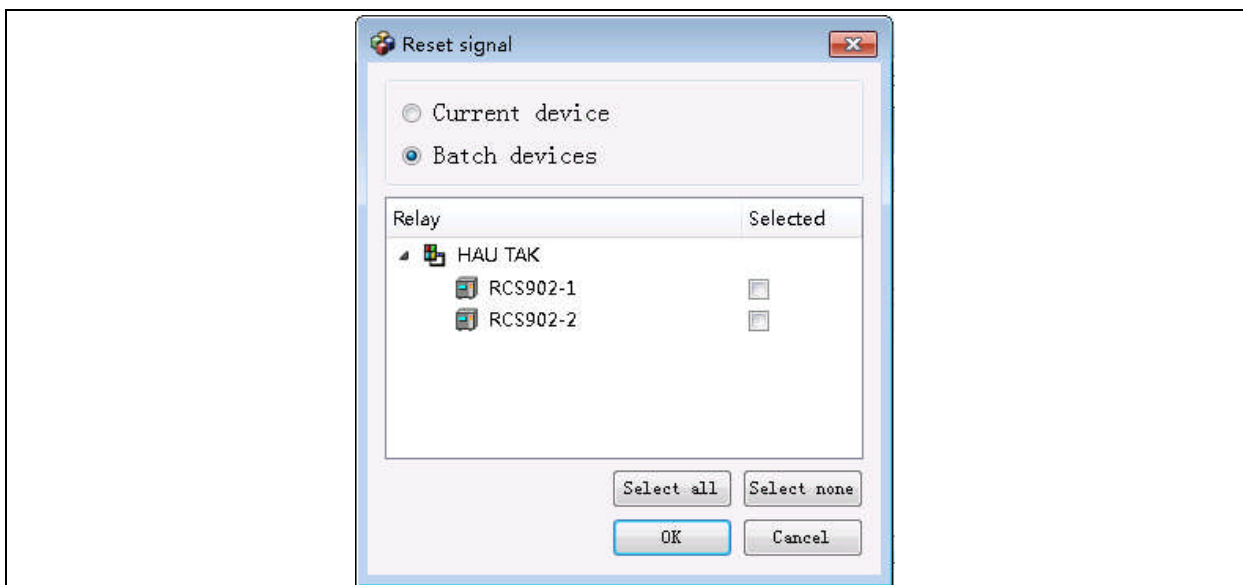 Reset signal
Current device
Batch devices
Relay Selected
HAU TAK
RCS902-1
RCS902-2
Select all Select none
OK Cancel